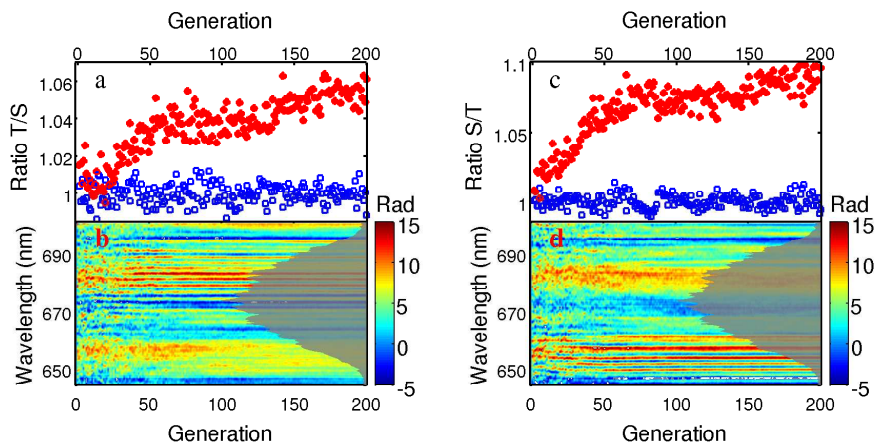 Generation
Generation
0 50 100 150 200
0 50 100 150 200
1.06
1.04
1.02
1
Ratio T/S
a
1.1
1.05
1
Ratio S/T
c
Rad
15
10
5
0
-5
690
670
650
Wavelength (nm)
b
Rad
15
10
5
0
-5
690
670
650
Wavelength (nm)
d
0 50 100 150 200
0 50 100 150 200
Generation
Generation